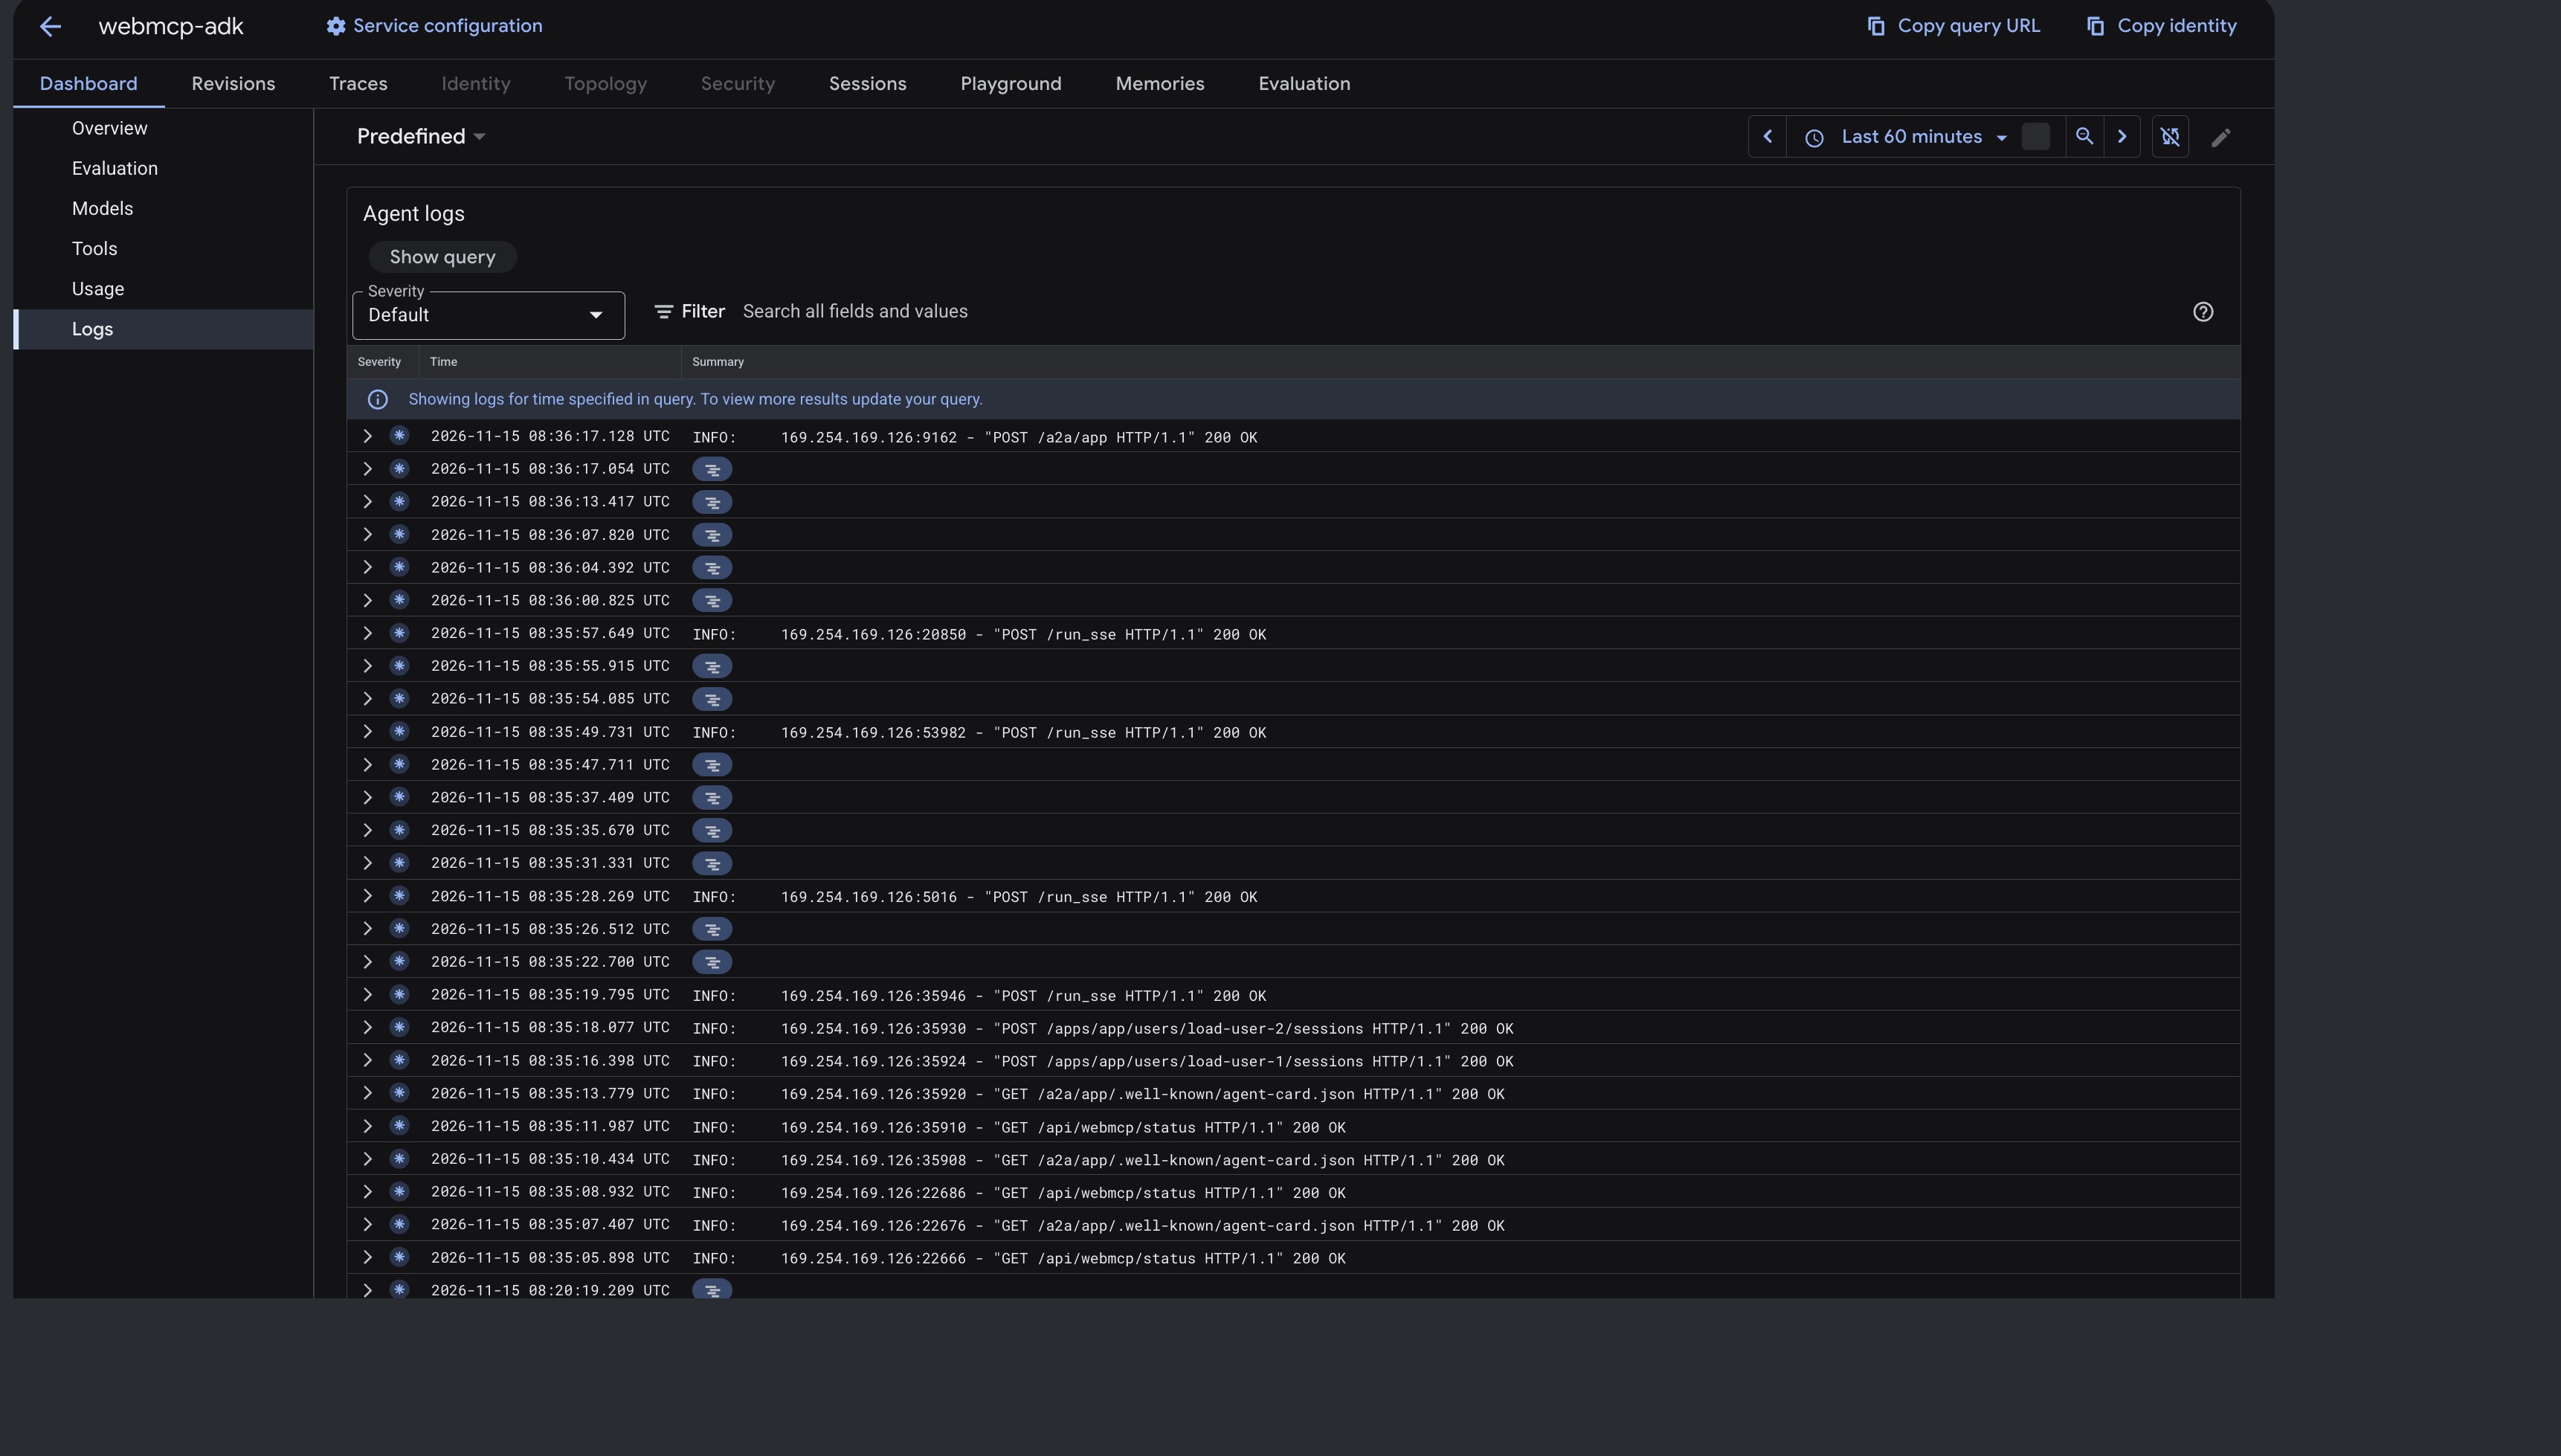 webmcp-adk Service configuration Copy query URL Copy identity
Dashboard Revisions Traces Identity Topology Security Sessions Playground Memories Evaluation
Overview
Evaluation
Models
Tools
Usage
Logs
Predefined Last 60 minutes
Agent logs
Show query
Severity
Default Filter Search all fields and values
Severity Time Summary
Showing logs for time specified in query. To view more results update your query.
2026-11-15 08:36:17.128 UTC INFO: 169.254.169.126:9162 - "POST /a2a/app HTTP/1.1" 200 OK
2026-11-15 08:36:17.054 UTC
2026-11-15 08:36:13.417 UTC
2026-11-15 08:36:07.820 UTC
2026-11-15 08:36:04.392 UTC
2026-11-15 08:36:00.825 UTC
2026-11-15 08:35:57.649 UTC INFO: 169.254.169.126:20850 - "POST /run_sse HTTP/1.1" 200 OK
2026-11-15 08:35:55.915 UTC
2026-11-15 08:35:54.085 UTC
2026-11-15 08:35:49.731 UTC INFO: 169.254.169.126:53982 - "POST /run_sse HTTP/1.1" 200 OK
2026-11-15 08:35:47.711 UTC
2026-11-15 08:35:37.409 UTC
2026-11-15 08:35:35.670 UTC
2026-11-15 08:35:31.331 UTC
2026-11-15 08:35:28.269 UTC INFO: 169.254.169.126:5016 - "POST /run_sse HTTP/1.1" 200 OK
2026-11-15 08:35:26.512 UTC
2026-11-15 08:35:22.700 UTC
2026-11-15 08:35:19.795 UTC INFO: 169.254.169.126:35946 - "POST /run_sse HTTP/1.1" 200 OK
2026-11-15 08:35:18.077 UTC INFO: 169.254.169.126:35930 - "POST /apps/app/users/load-user-2/sessions HTTP/1.1" 200 OK
2026-11-15 08:35:16.398 UTC INFO: 169.254.169.126:35924 - "POST /apps/app/users/load-user-1/sessions HTTP/1.1" 200 OK
2026-11-15 08:35:13.779 UTC INFO: 169.254.169.126:35920 - "GET /a2a/app/.well-known/agent-card.json HTTP/1.1" 200 OK
2026-11-15 08:35:11.987 UTC INFO: 169.254.169.126:35910 - "GET /api/webmcp/status HTTP/1.1" 200 OK
2026-11-15 08:35:10.434 UTC INFO: 169.254.169.126:35908 - "GET /a2a/app/.well-known/agent-card.json HTTP/1.1" 200 OK
2026-11-15 08:35:08.932 UTC INFO: 169.254.169.126:22686 - "GET /api/webmcp/status HTTP/1.1" 200 OK
2026-11-15 08:35:07.407 UTC INFO: 169.254.169.126:22676 - "GET /a2a/app/.well-known/agent-card.json HTTP/1.1" 200 OK
2026-11-15 08:35:05.898 UTC INFO: 169.254.169.126:22666 - "GET /api/webmcp/status HTTP/1.1" 200 OK
2026-11-15 08:20:19.209 UTC